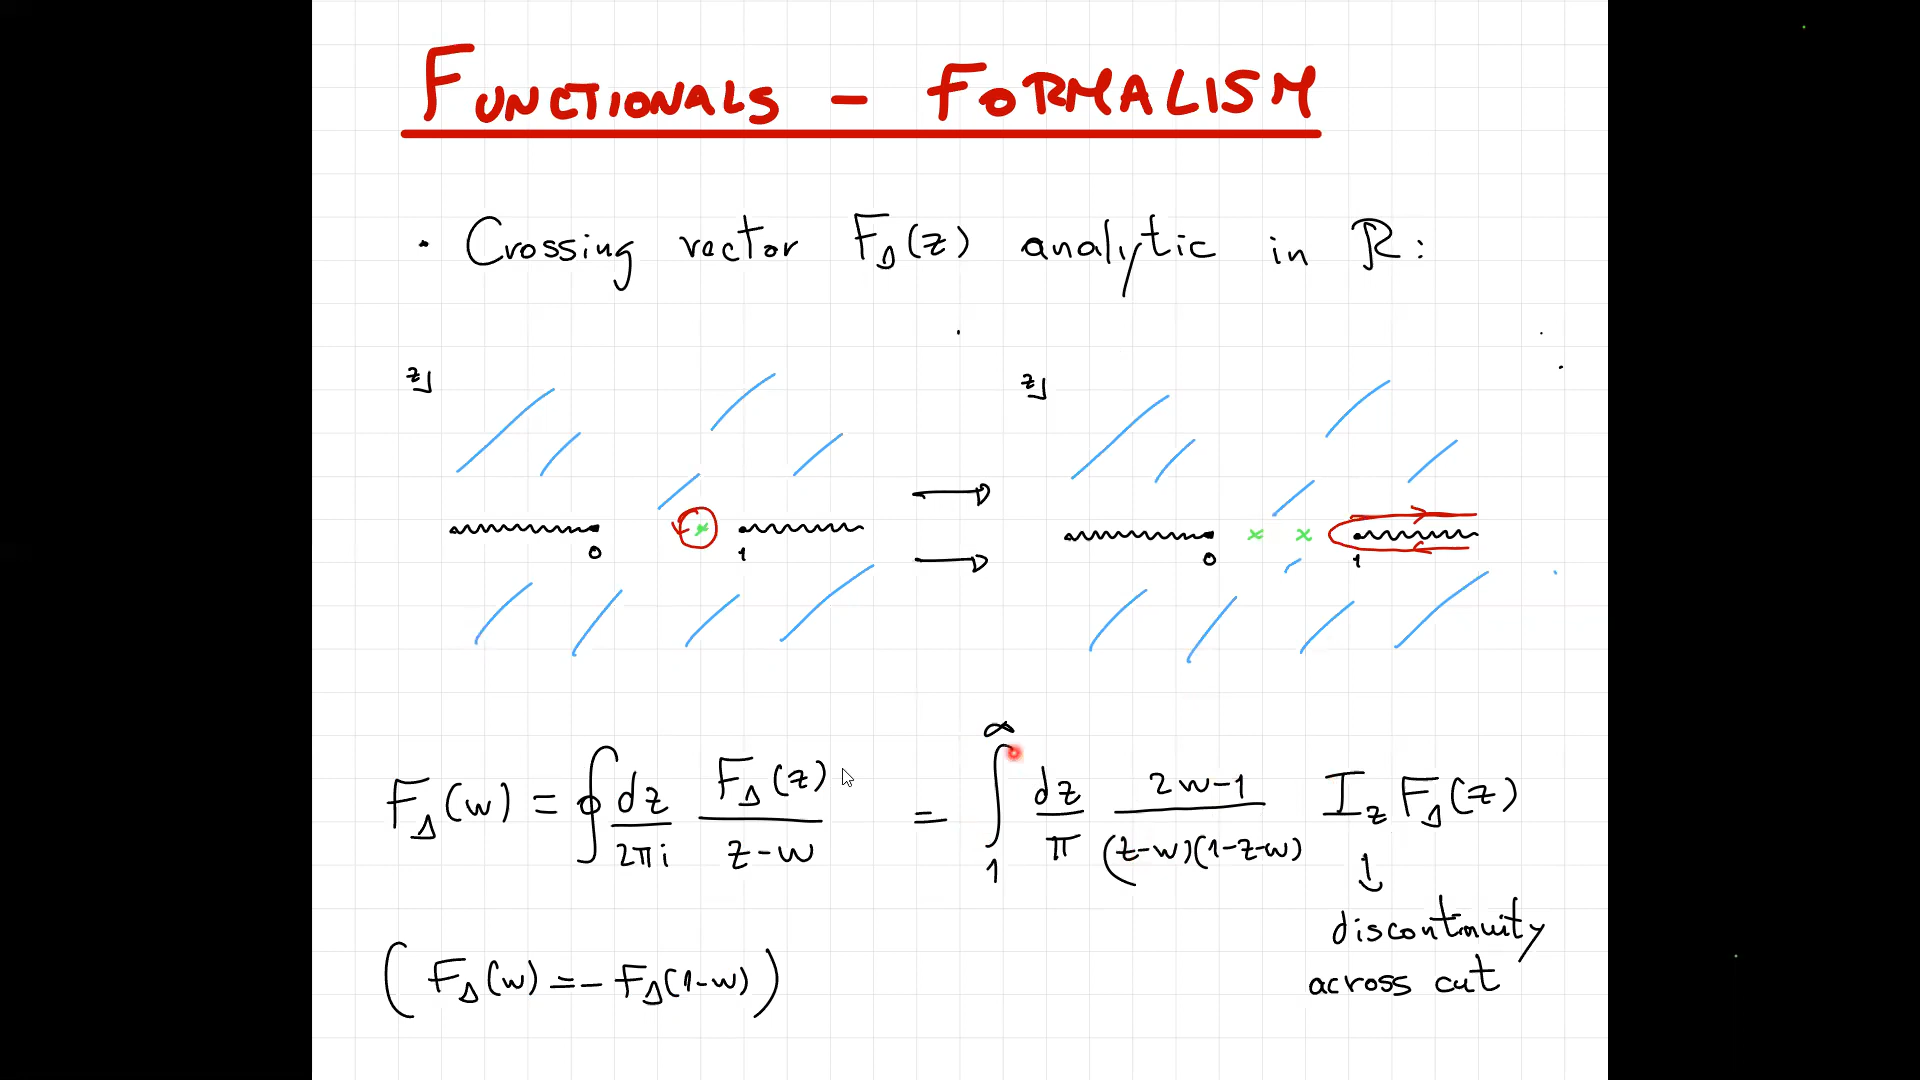 FUNCTIONALS - FORMALISM
• Crossing vector F_Δ(z) analytic in R:
z z
0 1 0 1
F_Δ(w) = ∮ dz/2πi F_Δ(z)/z-w = ∫_1^∞ dz/π 2w-1/(z-w)(1-z-w) I_z F_Δ(z)
↓
discontinuity
across cut
(F_Δ(w) = - F_Δ(1-w))